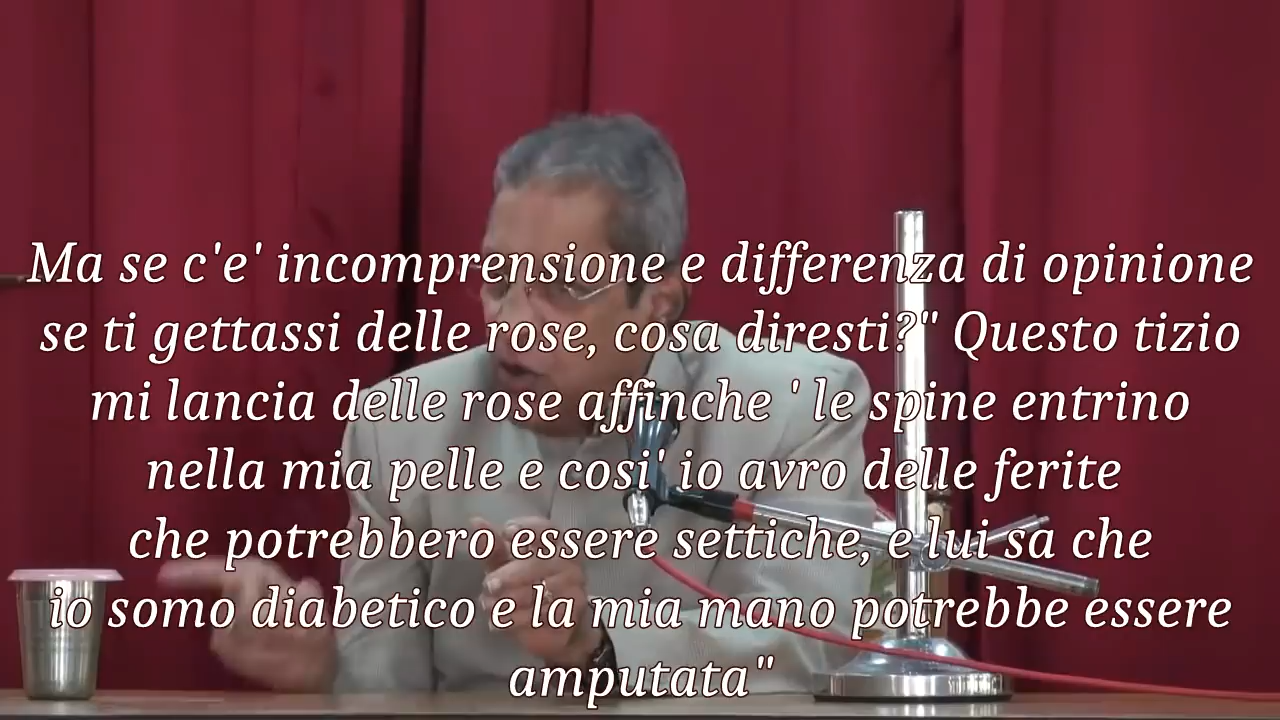 Ma se c'e' incomprensione e differenza di opinione
se ti gettassi delle rose, cosa diresti?" Questo tizio
mi lancia delle rose affinche ' le spine entrino
nella mia pelle e cosi' io avro delle ferite
che potrebbero essere settiche, e lui sa che
io somo diabetico e la mia mano potrebbe essere
amputata"